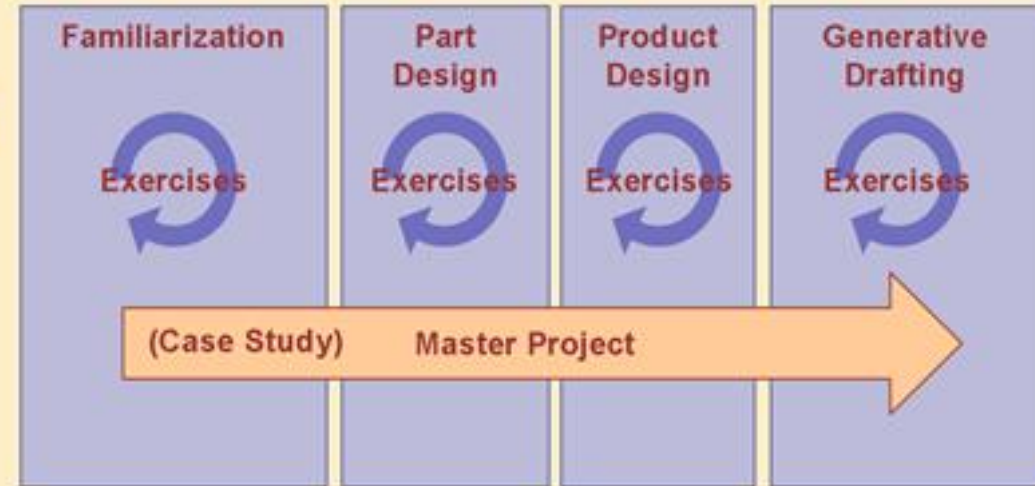 Familiarization
Part
Design
Product
Design
Generative
Drafting
Exercises
Exercises
Exercises
Exercises
(Case Study) Master Project